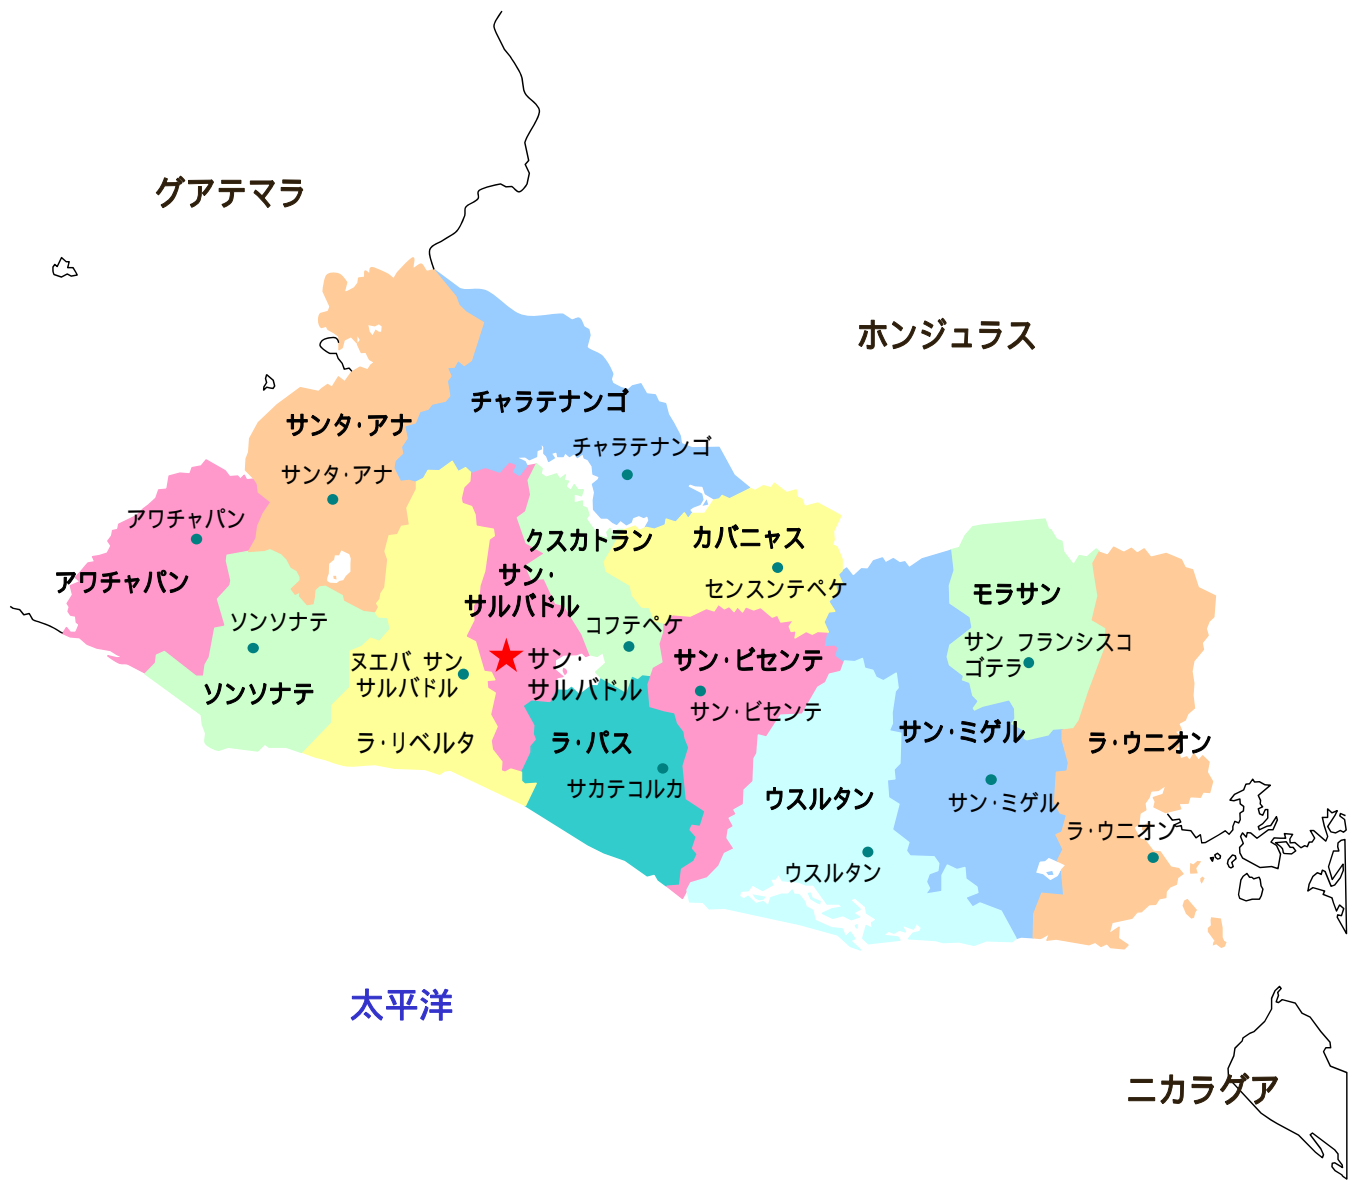 グアテマラ
ホンジュラス
チャラテナンゴ
サンタ・アナ
チャラテナンゴ
サンタ・アナ
アワチャパン
クスカトラン
カバニャス
アワチャパン
サン・
サルバドル
センスンテペケ
モラサン
ソンソナテ
コフテペケ
サン フランシスコ
ゴテラ
ヌエバ サン
サルバドル
サン・
サルバドル
サン・ビセンテ
ソンソナテ
サン・ビセンテ
ラ・リベルタ
ラ・パス
サン・ミゲル
ラ・ウニオン
サカテコルカ
ウスルタン
サン・ミゲル
ラ・ウニオン
ウスルタン
太平洋
ニカラグア